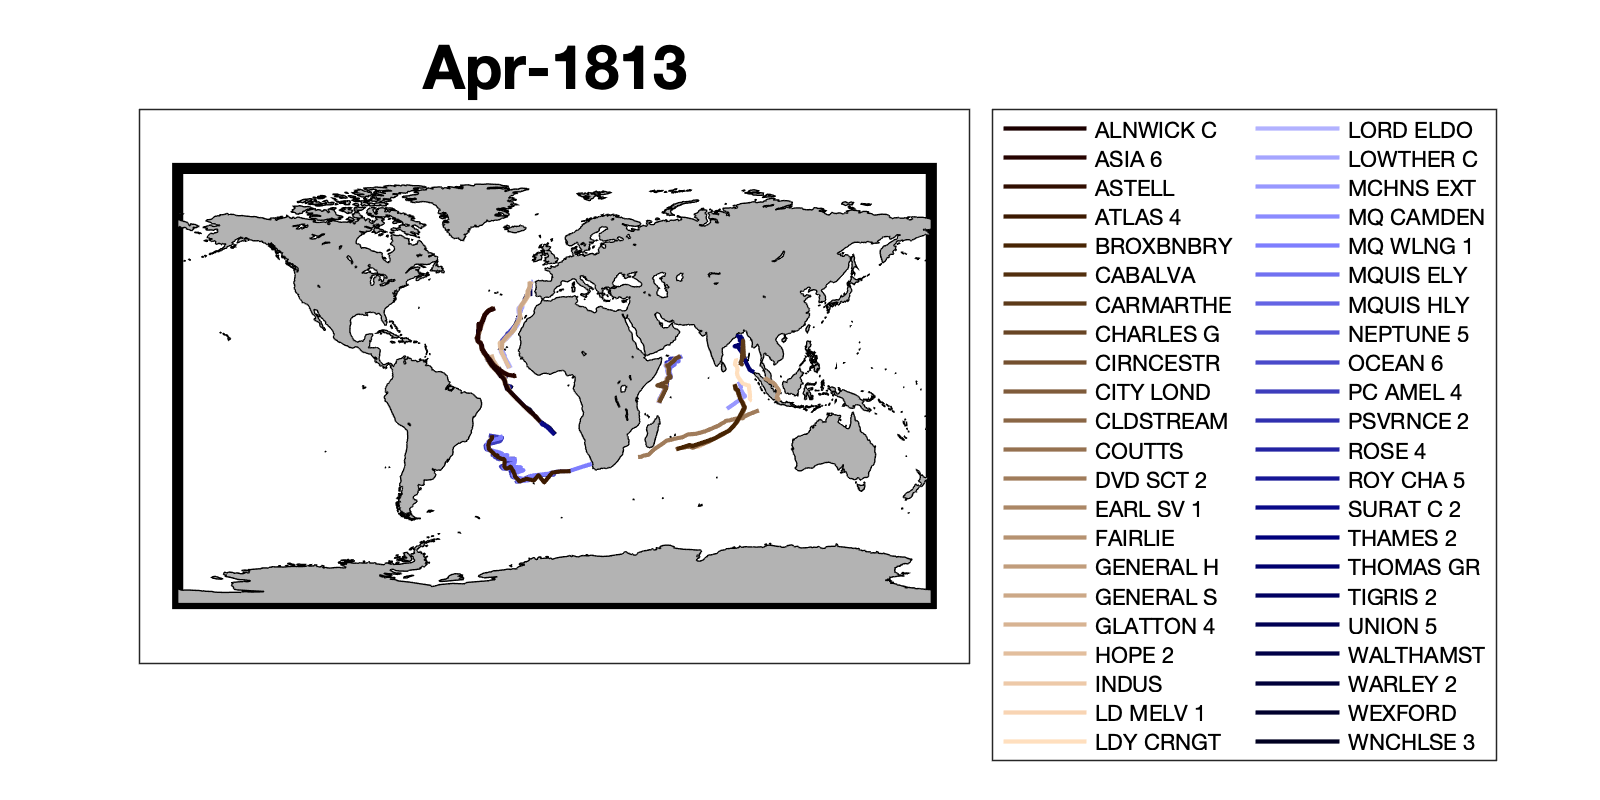 Apr-1813
ALNWICK C
ASIA 6
ASTELL
ATLAS 4
BROXBNBRY
CABALVA
CARMARTHE
CHARLES G
CIRNCESTR
CITY LOND
CLDSTREAM
COUTTS
DVD SCT 2
EARL SV 1
FAIRLIE
GENERAL H
GENERAL S
GLATTON 4
HOPE 2
INDUS
LD MELV 1
LDY CRNGT
LORD ELDO
LOWTHER C
MCHNS EXT
MQ CAMDEN
MQ WLNG 1
MQUIS ELY
MQUIS HLY
NEPTUNE 5
OCEAN 6
PC AMEL 4
PSVRNCE 2
ROSE 4
ROY CHA 5
SURAT C 2
THAMES 2
THOMAS GR
TIGRIS 2
UNION 5
WALTHAMST
WARLEY 2
WEXFORD
WNCHLSE 3